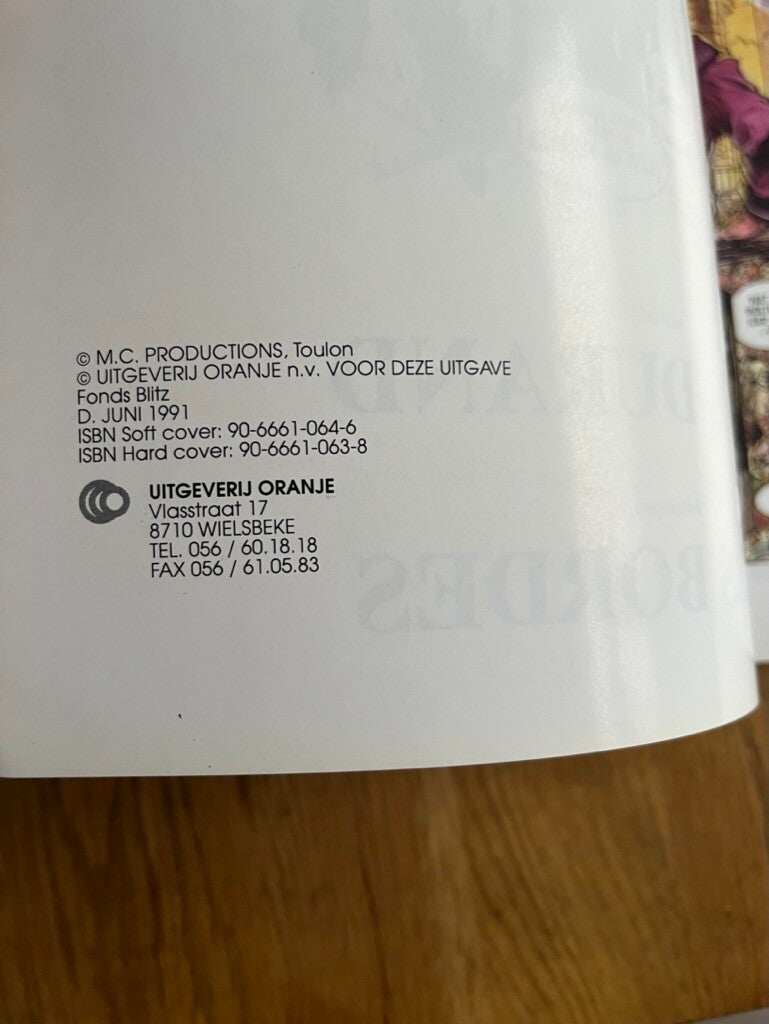 © M.C. PRODUCTIONS, Toulon
© UITGEVERIJ ORANJE n.v. VOOR DEZE UITGAVE
Fonds Blitz
D. JUNI 1991
ISBN Soft cover: 90-6661-064-6
ISBN Hard cover: 90-6661-063-8
UITGEVERIJ ORANJE
Vlasstraat 17
8710 WIELSBEKE
TEL. 056 / 60.18.18
FAX 056 / 61.05.83